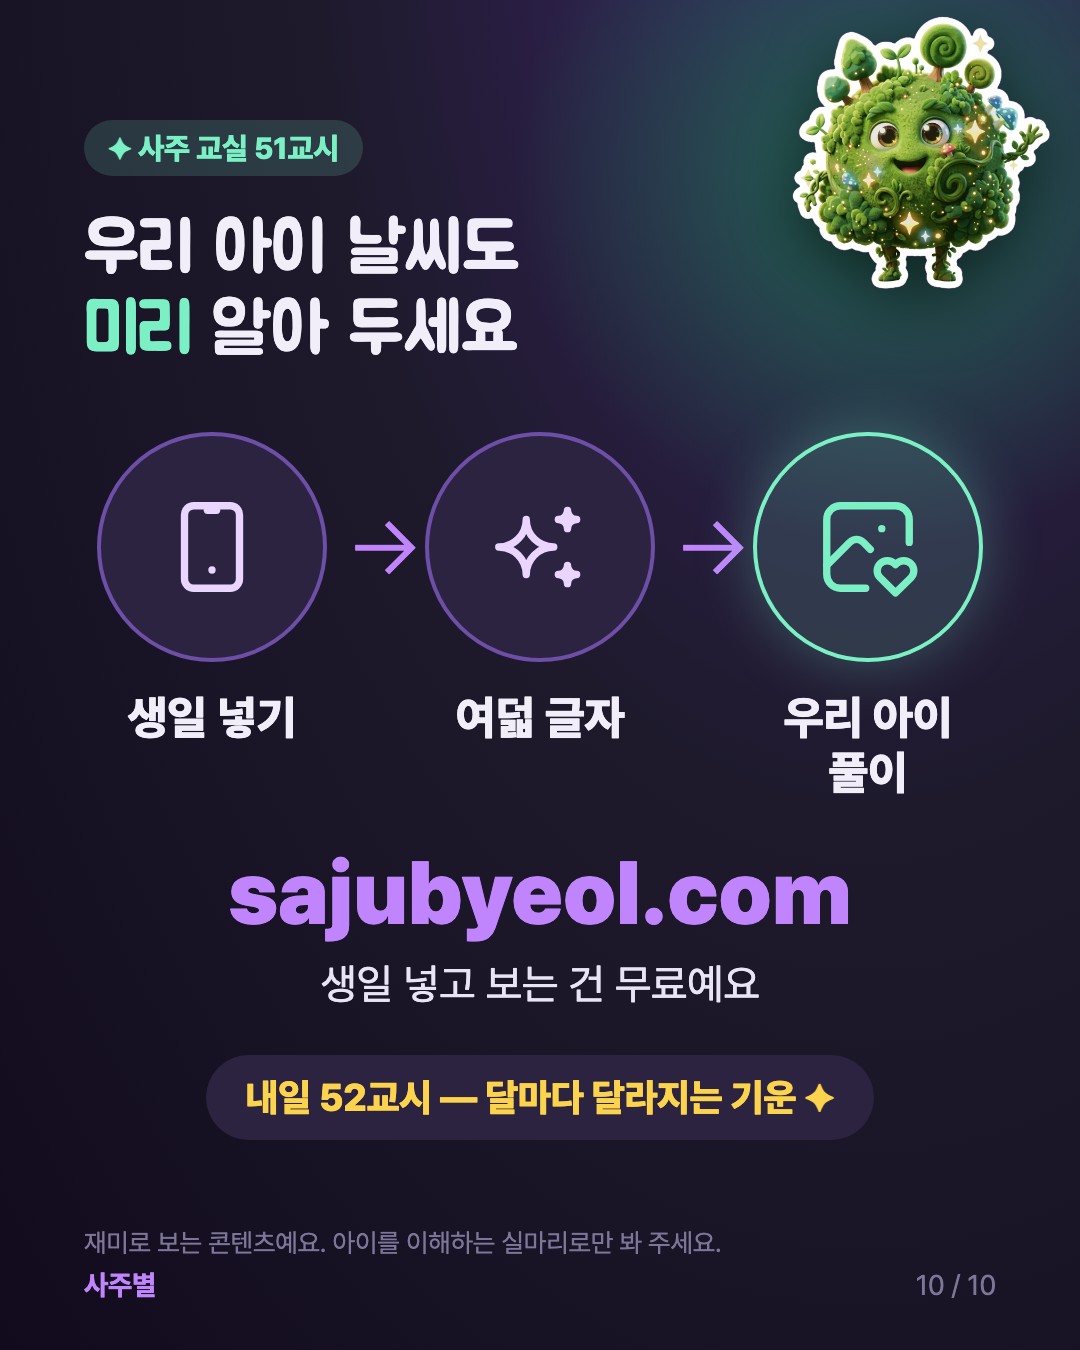 ✦ 사주 교실 51교시
우리 아이 날씨도
미리 알아 두세요
생일 넣기
여덟 글자
우리 아이
풀이
sajubyeol.com
생일 넣고 보는 건 무료예요
내일 52교시 — 달마다 달라지는 기운 ✦
재미로 보는 콘텐츠예요. 아이를 이해하는 실마리로만 봐 주세요.
사주별
10 / 10